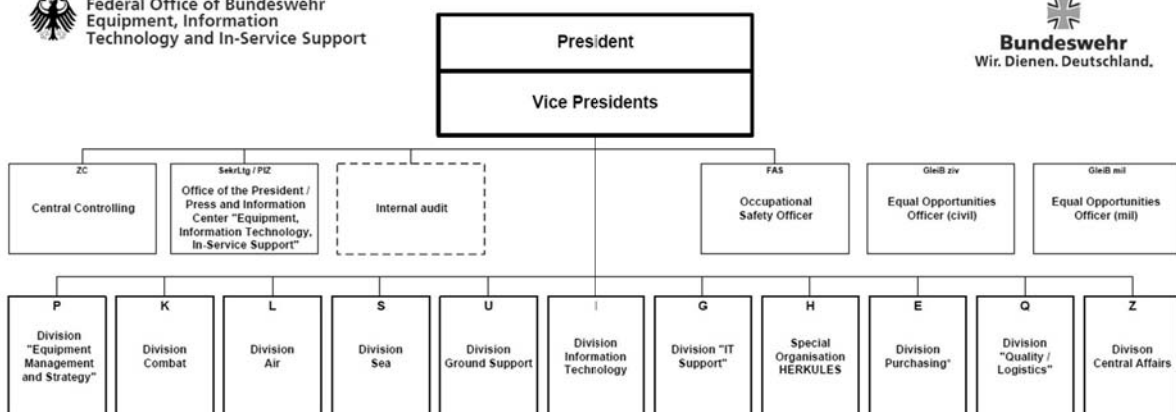 Federal Office of Bundeswehr
Equipment, Information
Technology and In-Service Support
Bundeswehr
Wir. Dienen. Deutschland.
President
Vice Presidents
ZC
Central Controlling
SekrLtg / PIZ
Office of the President /
Press and Information
Center "Equipment,
Information Technology,
In-Service Support"
Internal audit
FAS
Occupational
Safety Officer
GleiB ziv
Equal Opportunities
Officer (civil)
GleiB mil
Equal Opportunities
Officer (mil)
P
Division
"Equipment
Management
and Strategy"
K
Division
Combat
L
Division
Air
S
Division
Sea
U
Division
Ground Support
I
Division
Information
Technology
G
Division "IT
Support"
H
Special
Organisation
HERKULES
E
Division
Purchasing*
Q
Division
"Quality /
Logistics"
Z
Divison
Central Affairs